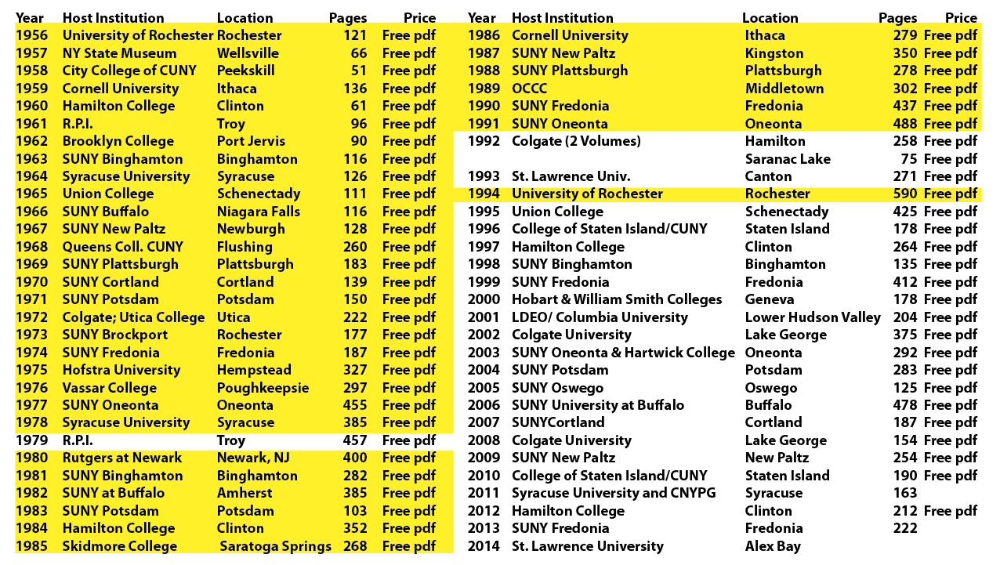 Year Host Institution Location Pages Price
1956 University of Rochester Rochester 121 Free pdf
1957 NY State Museum Wellsville 66 Free pdf
1958 City College of CUNY Peekskill 51 Free pdf
1959 Cornell University Ithaca 136 Free pdf
1960 Hamilton College Clinton 61 Free pdf
1961 R.P.I. Troy 96 Free pdf
1962 Brooklyn College Port Jervis 90 Free pdf
1963 SUNY Binghamton Binghamton 116 Free pdf
1964 Syracuse University Syracuse 126 Free pdf
1965 Union College Schenectady 111 Free pdf
1966 SUNY Buffalo Niagara Falls 116 Free pdf
1967 SUNY New Paltz Newburgh 128 Free pdf
1968 Queens Coll. CUNY Flushing 260 Free pdf
1969 SUNY Plattsburgh Plattsburgh 183 Free pdf
1970 SUNY Cortland Cortland 139 Free pdf
1971 SUNY Potsdam Potsdam 150 Free pdf
1972 Colgate; Utica College Utica 222 Free pdf
1973 SUNY Brockport Rochester 177 Free pdf
1974 SUNY Fredonia Fredonia 187 Free pdf
1975 Hofstra University Hempstead 327 Free pdf
1976 Vassar College Poughkeepsie 297 Free pdf
1977 SUNY Oneonta Oneonta 455 Free pdf
1978 Syracuse University Syracuse 385 Free pdf
1979 R.P.I. Troy 457 Free pdf
1980 Rutgers at Newark Newark, NJ 400 Free pdf
1981 SUNY Binghamton Binghamton 282 Free pdf
1982 SUNY at Buffalo Amherst 385 Free pdf
1983 SUNY Potsdam Potsdam 103 Free pdf
1984 Hamilton College Clinton 352 Free pdf
1985 Skidmore College Saratoga Springs 268 Free pdf
Year Host Institution Location Pages Price
1986 Cornell University Ithaca 279 Free pdf
1987 SUNY New Paltz Kingston 350 Free pdf
1988 SUNY Plattsburgh Plattsburgh 278 Free pdf
1989 OCCC Middletown 302 Free pdf
1990 SUNY Fredonia Fredonia 437 Free pdf
1991 SUNY Oneonta Oneonta 488 Free pdf
1992 Colgate (2 Volumes) Hamilton 258 Free pdf
Saranac Lake 75 Free pdf
1993 St. Lawrence Univ. Canton 271 Free pdf
1994 University of Rochester Rochester 590 Free pdf
1995 Union College Schenectady 425 Free pdf
1996 College of Staten Island/CUNY Staten Island 178 Free pdf
1997 Hamilton College Clinton 264 Free pdf
1998 SUNY Binghamton Binghamton 135 Free pdf
1999 SUNY Fredonia Fredonia 412 Free pdf
2000 Hobart & William Smith Colleges Geneva 178 Free pdf
2001 LDEO/ Columbia University Lower Hudson Valley 204 Free pdf
2002 Colgate University Lake George 375 Free pdf
2003 SUNY Oneonta & Hartwick College Oneonta 292 Free pdf
2004 SUNY Potsdam Potsdam 283 Free pdf
2005 SUNY Oswego Oswego 125 Free pdf
2006 SUNY University at Buffalo Buffalo 478 Free pdf
2007 SUNYCortland Cortland 187 Free pdf
2008 Colgate University Lake George 154 Free pdf
2009 SUNY New Paltz New Paltz 254 Free pdf
2010 College of Staten Island/CUNY Staten Island 190 Free pdf
2011 Syracuse University and CNYPG Syracuse 163
2012 Hamilton College Clinton 212 Free pdf
2013 SUNY Fredonia Fredonia 222
2014 St. Lawrence University Alex Bay